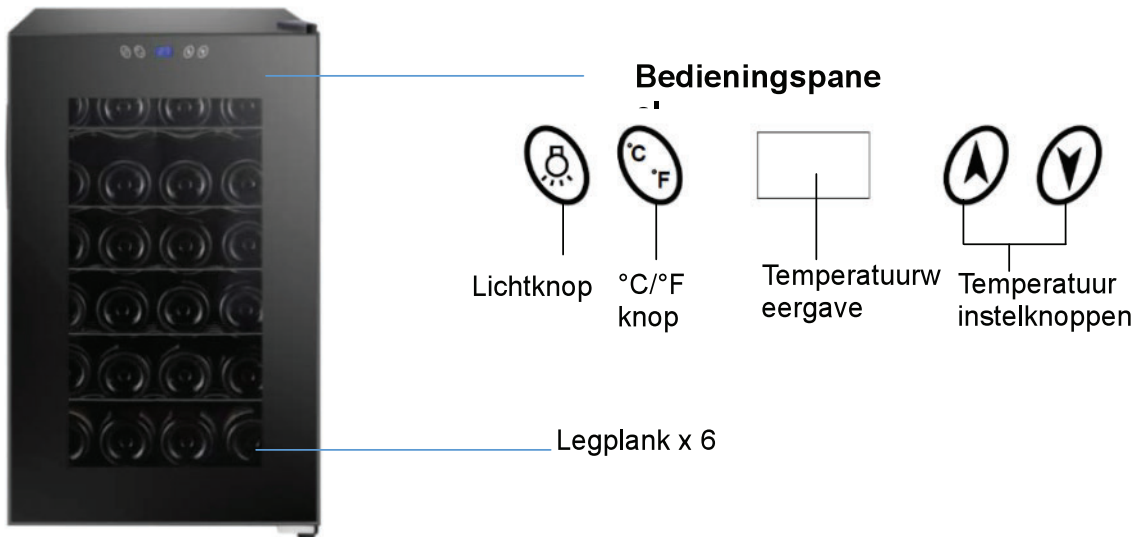 Bedieningspane
°C
°F
Lichtknop
°C/°F
knop
Temperatuurw
eergave
Temperatuur
instelknoppen
Legplank x 6